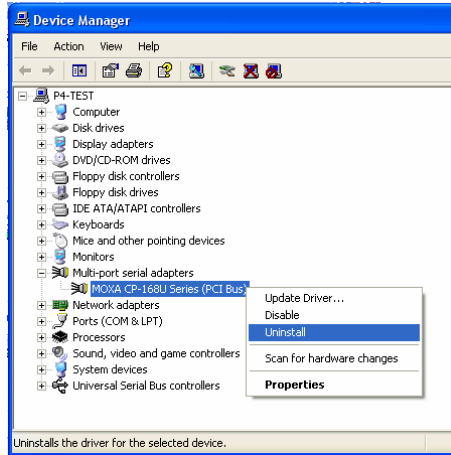 Device Manager
File Action View Help
P4-TEST
Computer
Disk drives
Display adapters
DVD/CD-ROM drives
Floppy disk controllers
Floppy disk drives
IDE ATA/ATAPI controllers
Keyboards
Mice and other pointing devices
Monitors
Multi-port serial adapters
MOXA CP-168U Series (PCI Bus)
Network adapters
Ports (COM & LPT)
Processors
Sound, video and game controllers
System devices
Universal Serial Bus controllers
Update Driver...
Disable
Uninstall
Scan for hardware changes
Properties
Uninstalls the driver for the selected device.